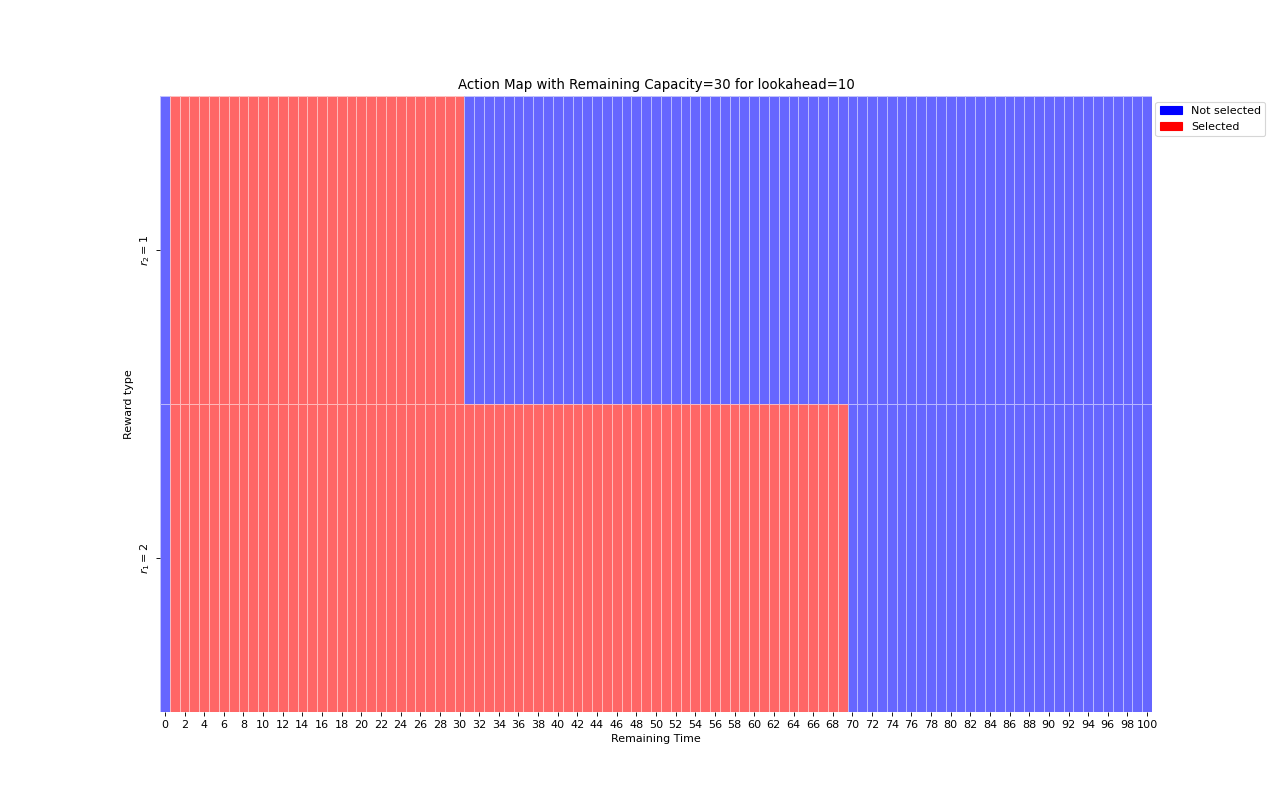 Action Map with Remaining Capacity=30 for lookahead=10
Not selected
Selected
r₂ = 1
Reward type
r₁ = 2
0 2 4 6 8 10 12 14 16 18 20 22 24 26 28 30 32 34 36 38 40 42 44 46 48 50 52 54 56 58 60 62 64 66 68 70 72 74 76 78 80 82 84 86 88 90 92 94 96 98 100
Remaining Time